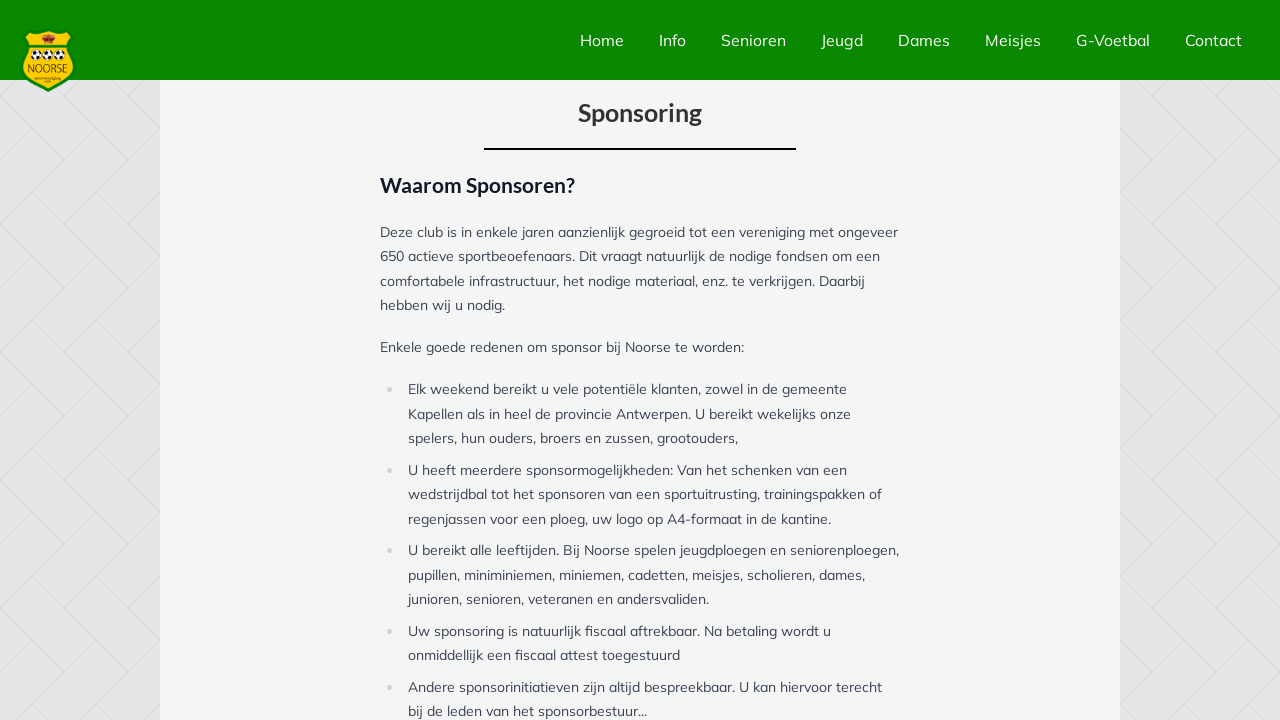 NOORSE
Home Info Senioren Jeugd Dames Meisjes G-Voetbal Contact
Sponsoring
Waarom Sponsoren?
Deze club is in enkele jaren aanzienlijk gegroeid tot een vereniging met ongeveer
650 actieve sportbeoefenaars. Dit vraagt natuurlijk de nodige fondsen om een
comfortabele infrastructuur, het nodige materiaal, enz. te verkrijgen. Daarbij
hebben wij u nodig.
Enkele goede redenen om sponsor bij Noorse te worden:
Elk weekend bereikt u vele potentiële klanten, zowel in de gemeente
Kapellen als in heel de provincie Antwerpen. U bereikt wekelijks onze
spelers, hun ouders, broers en zussen, grootouders,
U heeft meerdere sponsormogelijkheden: Van het schenken van een
wedstrijdbal tot het sponsoren van een sportuitrusting, trainingspakken of
regenjassen voor een ploeg, uw logo op A4-formaat in de kantine.
U bereikt alle leeftijden. Bij Noorse spelen jeugdploegen en seniorenploegen,
pupillen, miniminiemen, miniemen, cadetten, meisjes, scholieren, dames,
junioren, senioren, veteranen en andersvaliden.
Uw sponsoring is natuurlijk fiscaal aftrekbaar. Na betaling wordt u
onmiddellijk een fiscaal attest toegestuurd
Andere sponsorinitiatieven zijn altijd bespreekbaar. U kan hiervoor terecht
bij de leden van het sponsorbestuur...